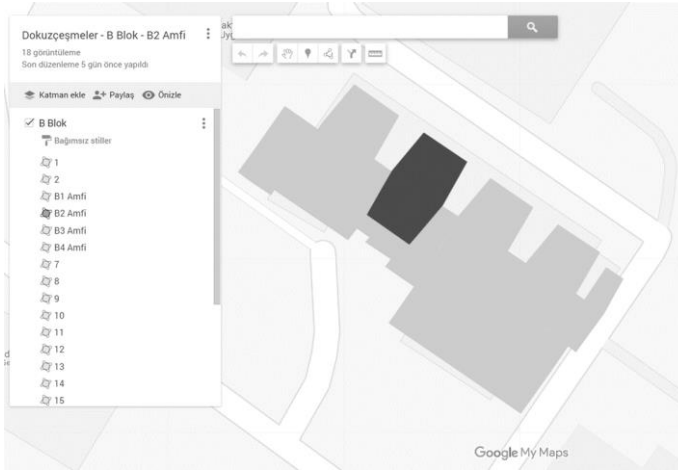 Dokuzçeşmeler - B Blok - B2 Amfi
18 görüntüleme
Son düzenleme 5 gün önce yapıldı
Katman ekle Paylaş Önizle
B Blok
Bağımsız stiller
1
2
B1 Amfi
B2 Amfi
B3 Amfi
B4 Amfi
7
8
9
10
11
12
13
14
15
Google My Maps